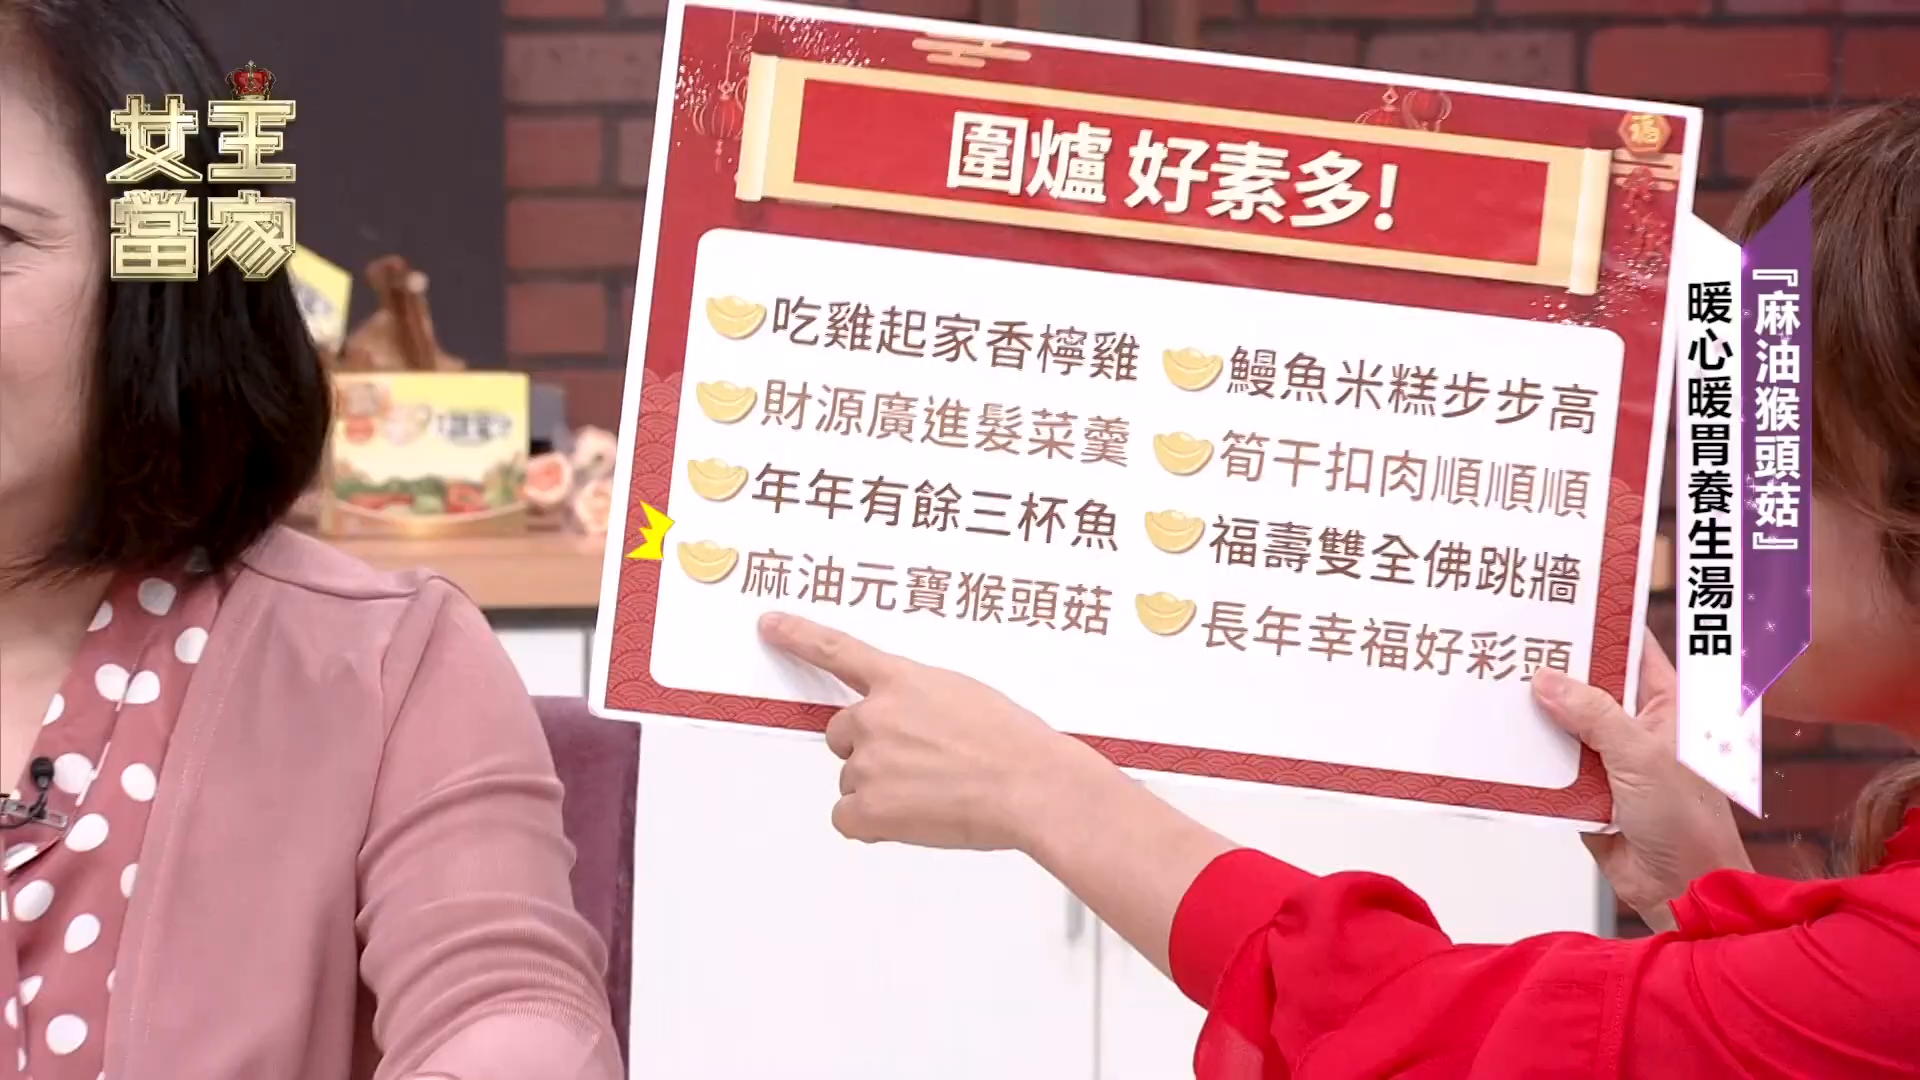 女王
當家
圍爐 好素多!
吃雞起家香檸雞
財源廣進髮菜羹
年年有餘三杯魚
麻油元寶猴頭菇
鰻魚米糕步步高
筍干扣肉順順順
福壽雙全佛跳牆
長年幸福好彩頭
『麻油猴頭菇』
暖心暖胃養生湯品
福